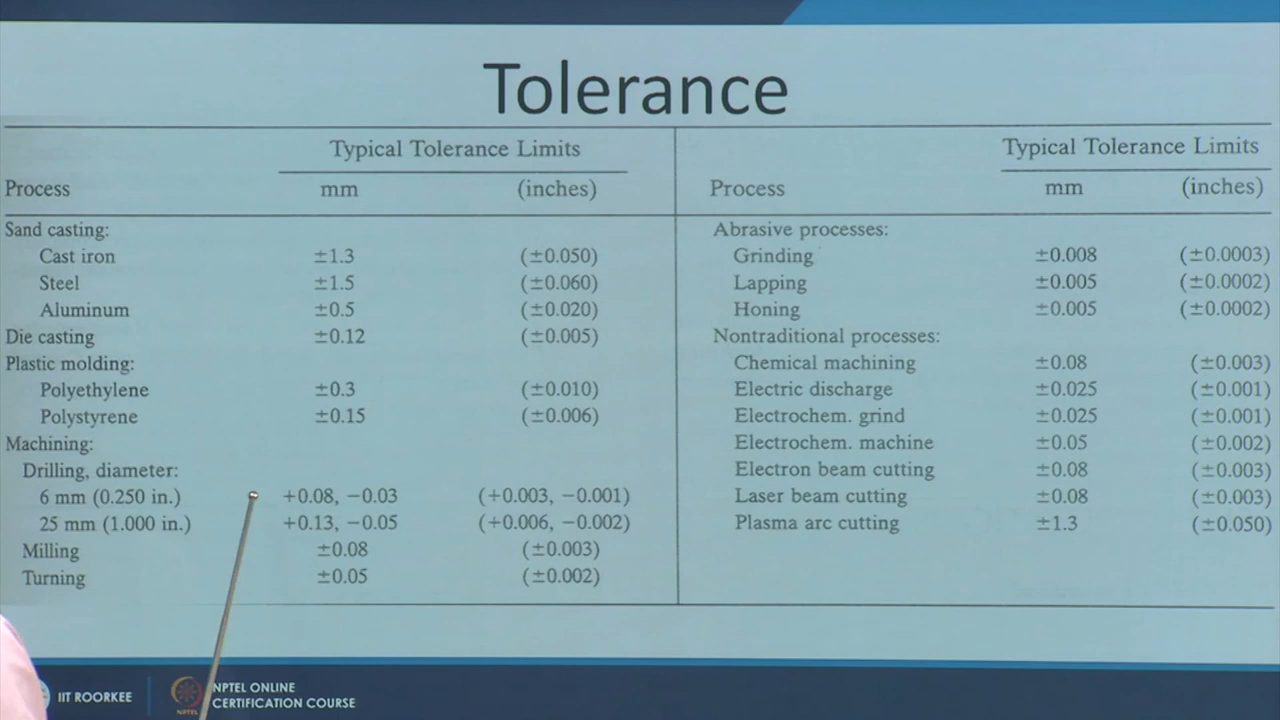 Tolerance
Typical Tolerance Limits
Process mm (inches)
Sand casting:
Cast iron ±1.3 (±0.050)
Steel ±1.5 (±0.060)
Aluminum ±0.5 (±0.020)
Die casting ±0.12 (±0.005)
Plastic molding:
Polyethylene ±0.3 (±0.010)
Polystyrene ±0.15 (±0.006)
Machining:
Drilling, diameter:
6 mm (0.250 in.) +0.08, −0.03 (+0.003, −0.001)
25 mm (1.000 in.) +0.13, −0.05 (+0.006, −0.002)
Milling ±0.08 (±0.003)
Turning ±0.05 (±0.002)
Typical Tolerance Limits
Process mm (inches)
Abrasive processes:
Grinding ±0.008 (±0.0003)
Lapping ±0.005 (±0.0002)
Honing ±0.005 (±0.0002)
Nontraditional processes:
Chemical machining ±0.08 (±0.003)
Electric discharge ±0.025 (±0.001)
Electrochem. grind ±0.025 (±0.001)
Electrochem. machine ±0.05 (±0.002)
Electron beam cutting ±0.08 (±0.003)
Laser beam cutting ±0.08 (±0.003)
Plasma arc cutting ±1.3 (±0.050)
IIT ROORKEE
NPTEL
NPTEL ONLINE
CERTIFICATION COURSE